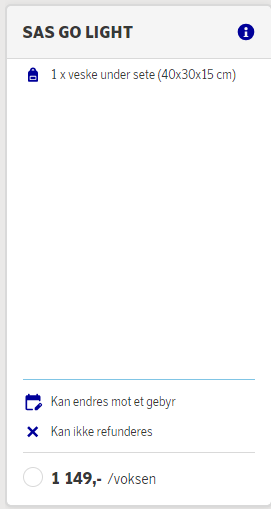 SAS GO LIGHT
1 x veske under sete (40x30x15 cm)
Kan endres mot et gebyr
Kan ikke refunderes
1 149,- /voksen